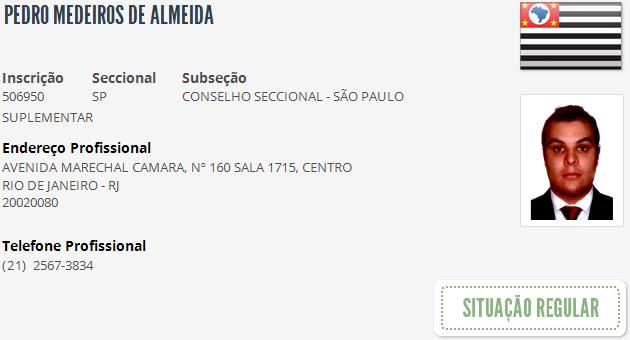 PEDRO MEDEIROS DE ALMEIDA
Inscrição Seccional Subseção
506950 SP CONSELHO SECCIONAL - SÃO PAULO
SUPLEMENTAR
Endereço Profissional
AVENIDA MARECHAL CAMARA, Nº 160 SALA 1715, CENTRO
RIO DE JANEIRO - RJ
20020080
Telefone Profissional
(21) 2567-3834
SITUAÇÃO REGULAR